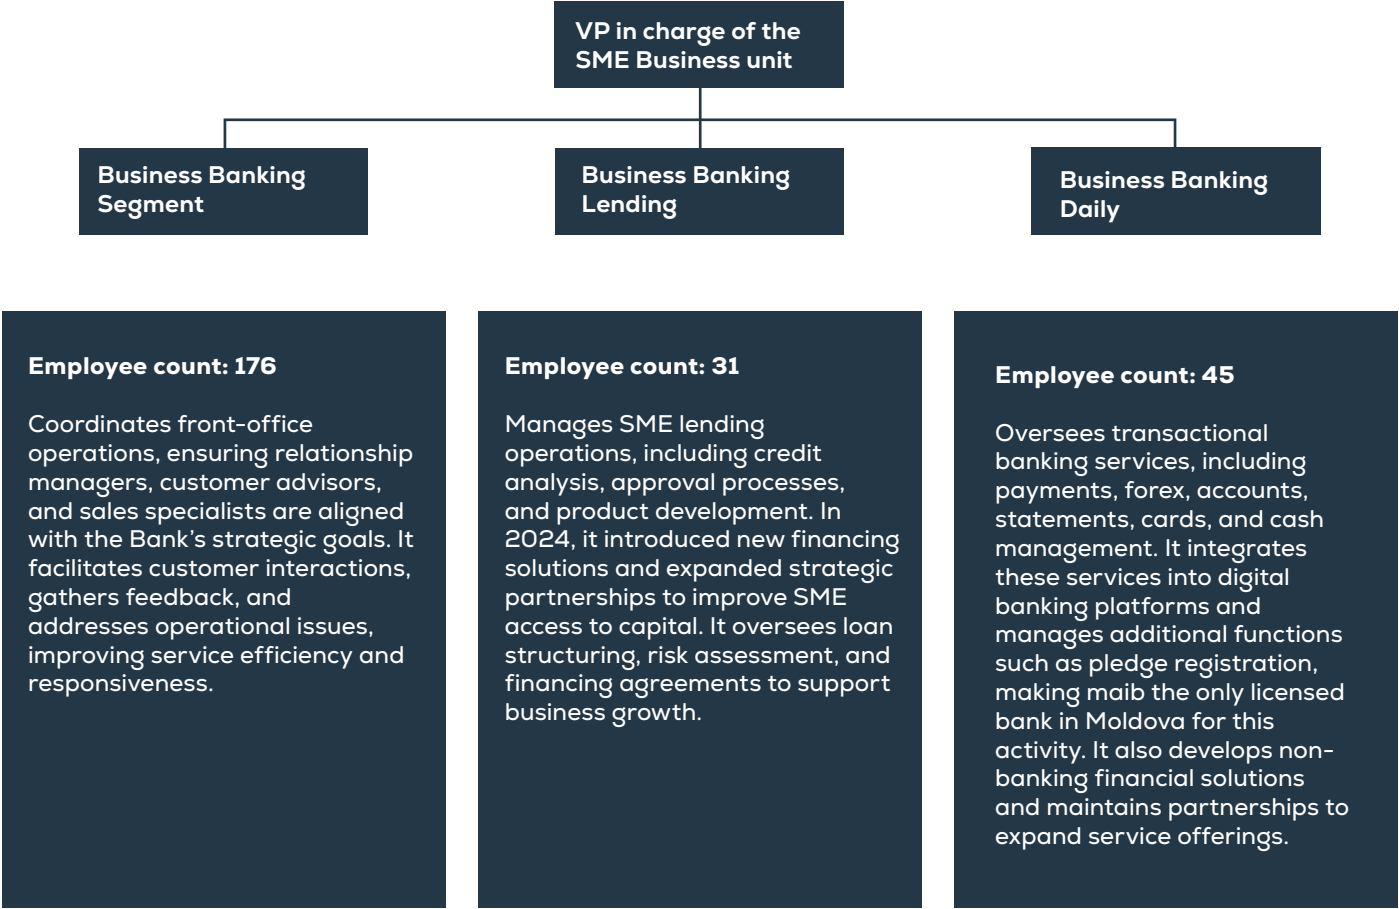 VP in charge of the
SME Business unit
Business Banking
Segment
Business Banking
Lending
Business Banking
Daily
Employee count: 176
Coordinates front-office
operations, ensuring relationship
managers, customer advisors,
and sales specialists are aligned
with the Bank's strategic goals. It
facilitates customer interactions,
gathers feedback, and
addresses operational issues,
improving service efficiency and
responsiveness.
Employee count: 31
Manages SME lending
operations, including credit
analysis, approval processes,
and product development. In
2024, it introduced new financing
solutions and expanded strategic
partnerships to improve SME
access to capital. It oversees loan
structuring, risk assessment, and
financing agreements to support
business growth.
Employee count: 45
Oversees transactional
banking services, including
payments, forex, accounts,
statements, cards, and cash
management. It integrates
these services into digital
banking platforms and
manages additional functions
such as pledge registration,
making maib the only licensed
bank in Moldova for this
activity. It also develops non-
banking financial solutions
and maintains partnerships to
expand service offerings.